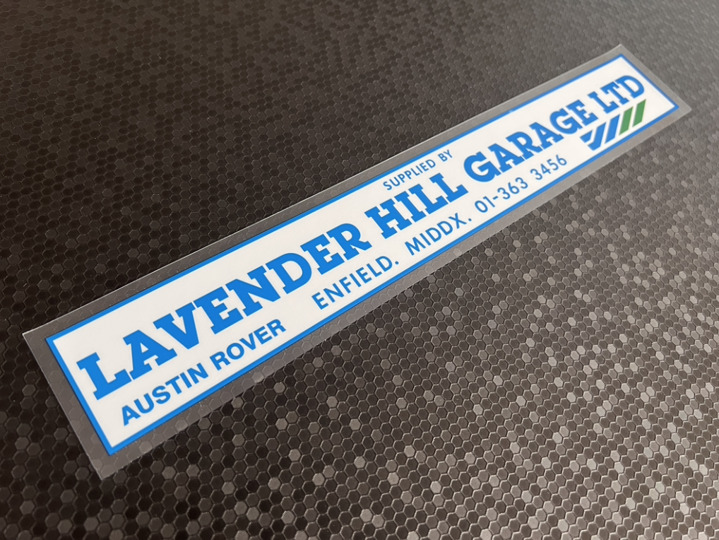 SUPPLIED BY
LAVENDER HILL GARAGE LTD
AUSTIN ROVER ENFIELD. MIDDX. 01-363 3456